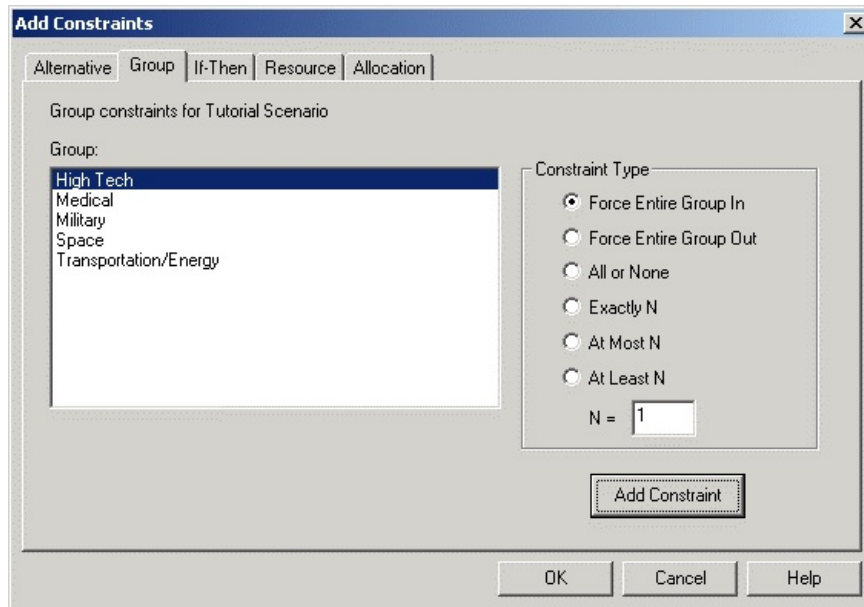 Add Constraints
Alternative Group If-Then Resource Allocation
Group constraints for Tutorial Scenario
Group:
High Tech
Medical
Military
Space
Transportation/Energy
Constraint Type
Force Entire Group In
Force Entire Group Out
All or None
Exactly N
At Most N
At Least N
N = 1
Add Constraint
OK Cancel Help